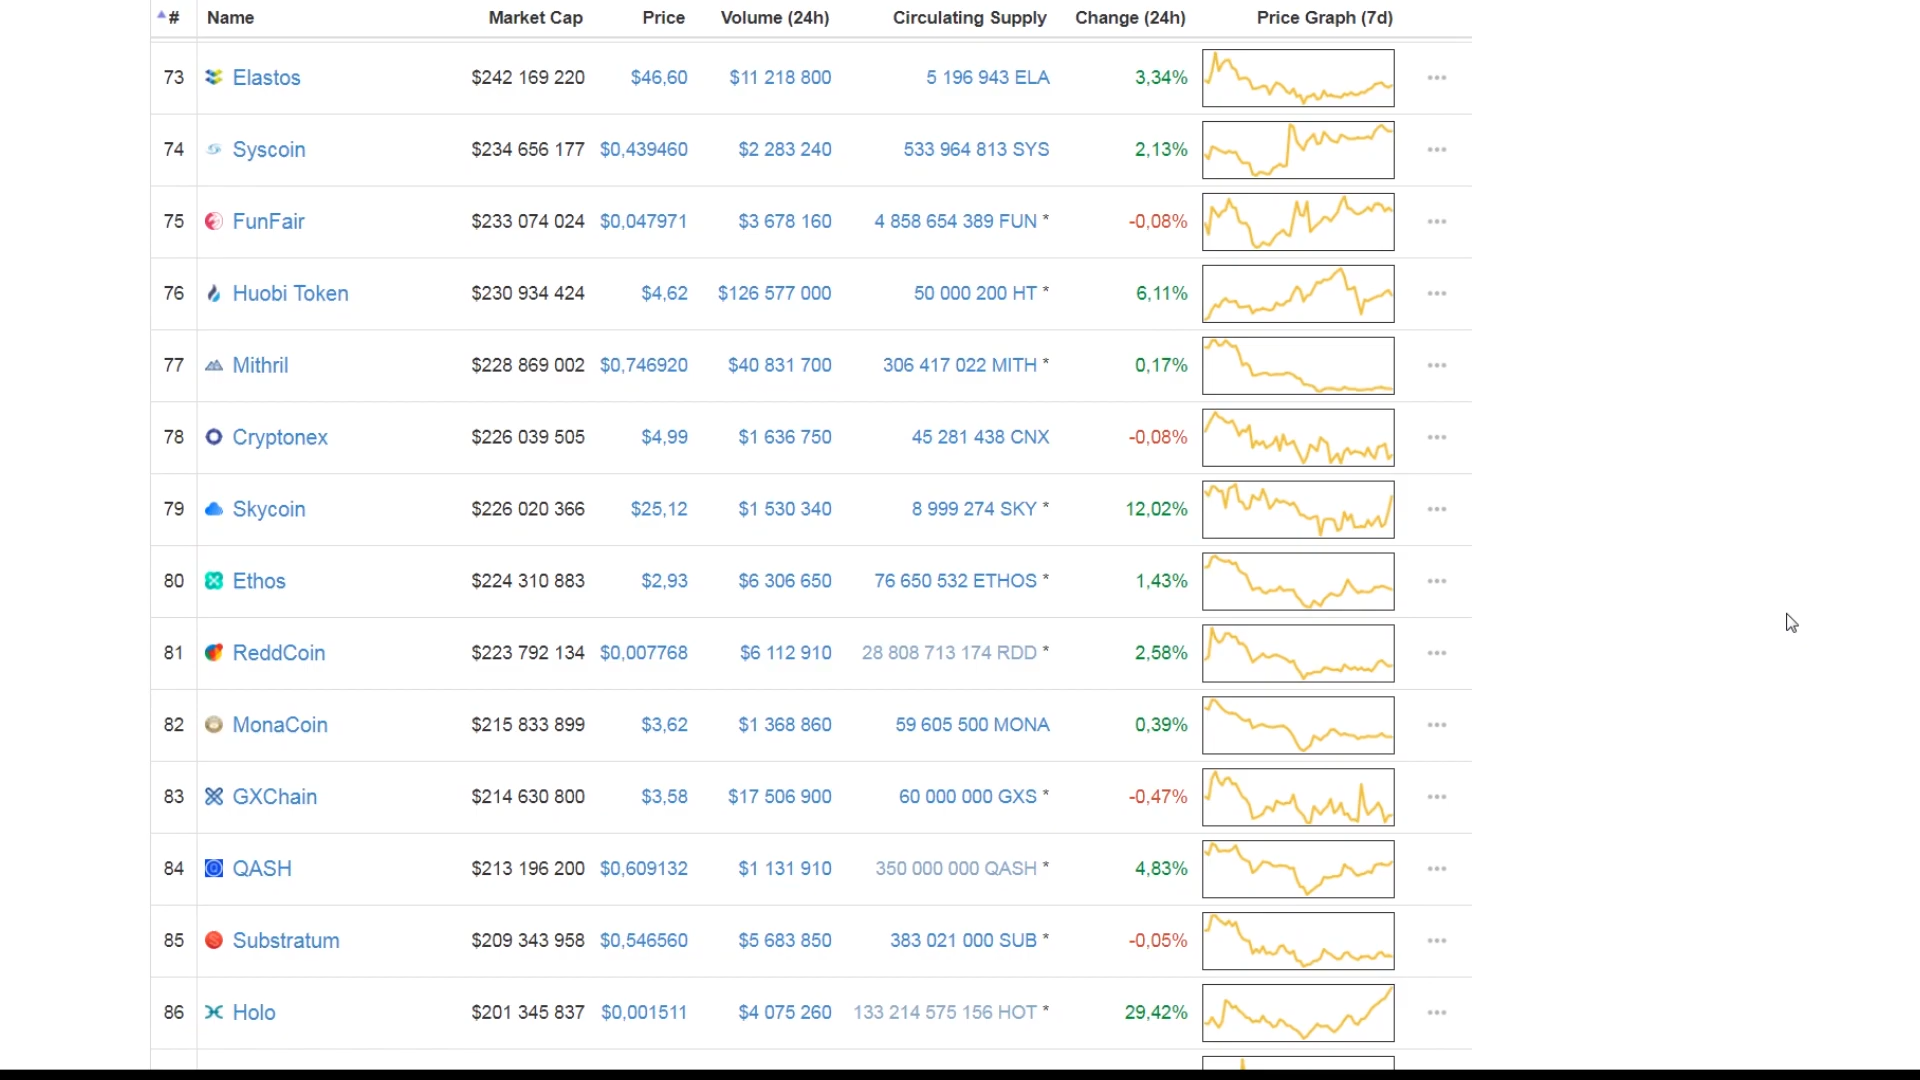 # Name Market Cap Price Volume (24h) Circulating Supply Change (24h) Price Graph (7d)
73 Elastos $242 169 220 $46,60 $11 218 800 5 196 943 ELA 3,34%
74 Syscoin $234 656 177 $0,439460 $2 283 240 533 964 813 SYS 2,13%
75 FunFair $233 074 024 $0,047971 $3 678 160 4 858 654 389 FUN * -0,08%
76 Huobi Token $230 934 424 $4,62 $126 577 000 50 000 200 HT * 6,11%
77 Mithril $228 869 002 $0,746920 $40 831 700 306 417 022 MITH * 0,17%
78 Cryptonex $226 039 505 $4,99 $1 636 750 45 281 438 CNX -0,08%
79 Skycoin $226 020 366 $25,12 $1 530 340 8 999 274 SKY * 12,02%
80 Ethos $224 310 883 $2,93 $6 306 650 76 650 532 ETHOS * 1,43%
81 ReddCoin $223 792 134 $0,007768 $6 112 910 28 808 713 174 RDD * 2,58%
82 MonaCoin $215 833 899 $3,62 $1 368 860 59 605 500 MONA 0,39%
83 GXChain $214 630 800 $3,58 $17 506 900 60 000 000 GXS * -0,47%
84 QASH $213 196 200 $0,609132 $1 131 910 350 000 000 QASH * 4,83%
85 Substratum $209 343 958 $0,546560 $5 683 850 383 021 000 SUB * -0,05%
86 Holo $201 345 837 $0,001511 $4 075 260 133 214 575 156 HOT * 29,42%